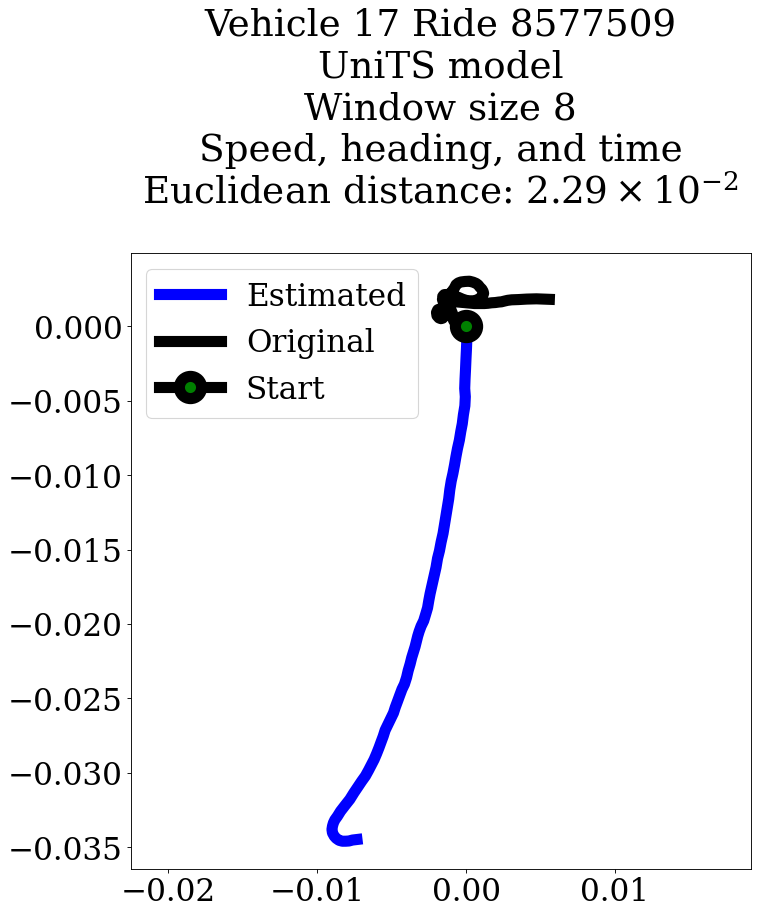 Vehicle 17 Ride 8577509
UniTS model
Window size 8
Speed, heading, and time
Euclidean distance: 2.29 × 10⁻²
Estimated
Original
Start
0.000
−0.005
−0.010
−0.015
−0.020
−0.025
−0.030
−0.035
−0.02 −0.01 0.00 0.01